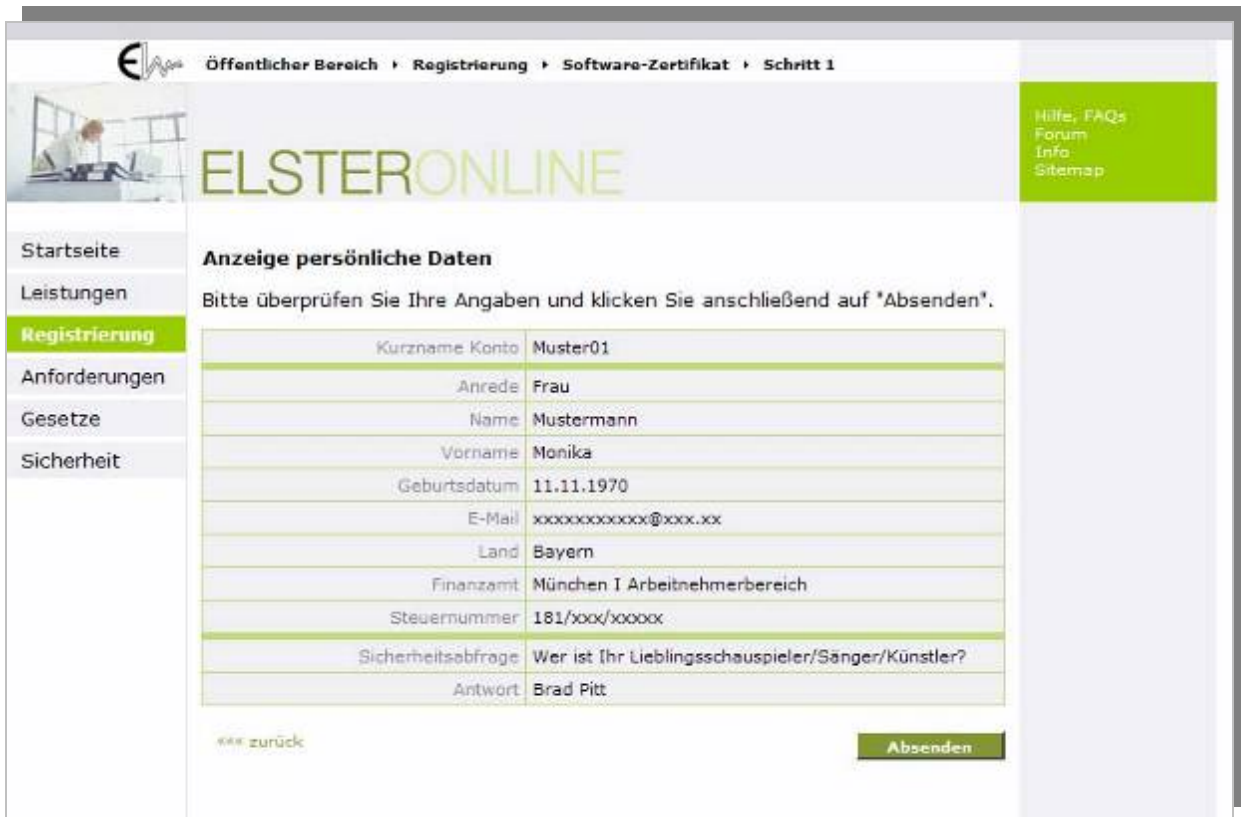 Öffentlicher Bereich ‣ Registrierung ‣ Software-Zertifikat ‣ Schritt 1
Hilfe, FAQs
Forum
Info
Sitemap
ELSTERONLINE
Startseite
Leistungen
Registrierung
Anforderungen
Gesetze
Sicherheit
Anzeige persönliche Daten
Bitte überprüfen Sie Ihre Angaben und klicken Sie anschließend auf "Absenden".
Kurzname Konto Muster01
Anrede Frau
Name Mustermann
Vorname Monika
Geburtsdatum 11.11.1970
E-Mail xxxxxxxxxxx@xxx.xx
Land Bayern
Finanzamt München I Arbeitnehmerbereich
Steuernummer 181/xxx/xxxxx
Sicherheitsabfrage Wer ist Ihr Lieblingsschauspieler/Sänger/Künstler?
Antwort Brad Pitt
««« zurück
Absenden